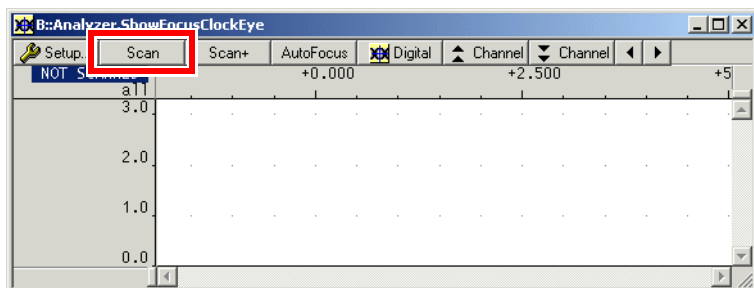 B::Analyzer.ShowFocusClockEye
Setup.. Scan Scan+ AutoFocus Digital Channel Channel
NOT +0.000 +2.500 +5
all
3.0
2.0
1.0
0.0